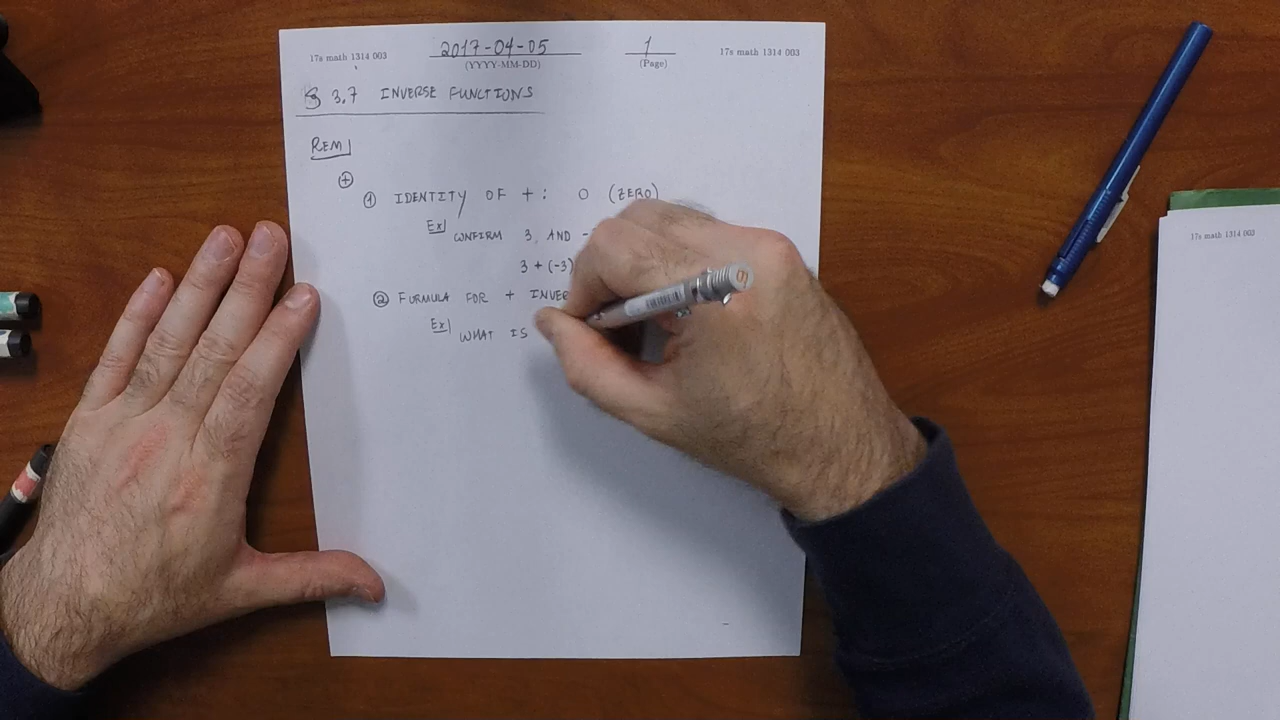 17s math 1314 003 2017-04-05 1 17s math 1314 003
(YYYY-MM-DD) (Page)
§ 3.7 INVERSE FUNCTIONS
REM
+
① IDENTITY OF + : 0 (ZERO)
Ex CONFIRM 3, AND -
3 + (-3)
② FORMULA FOR + INVE
Ex WHAT IS
17s math 1314 003